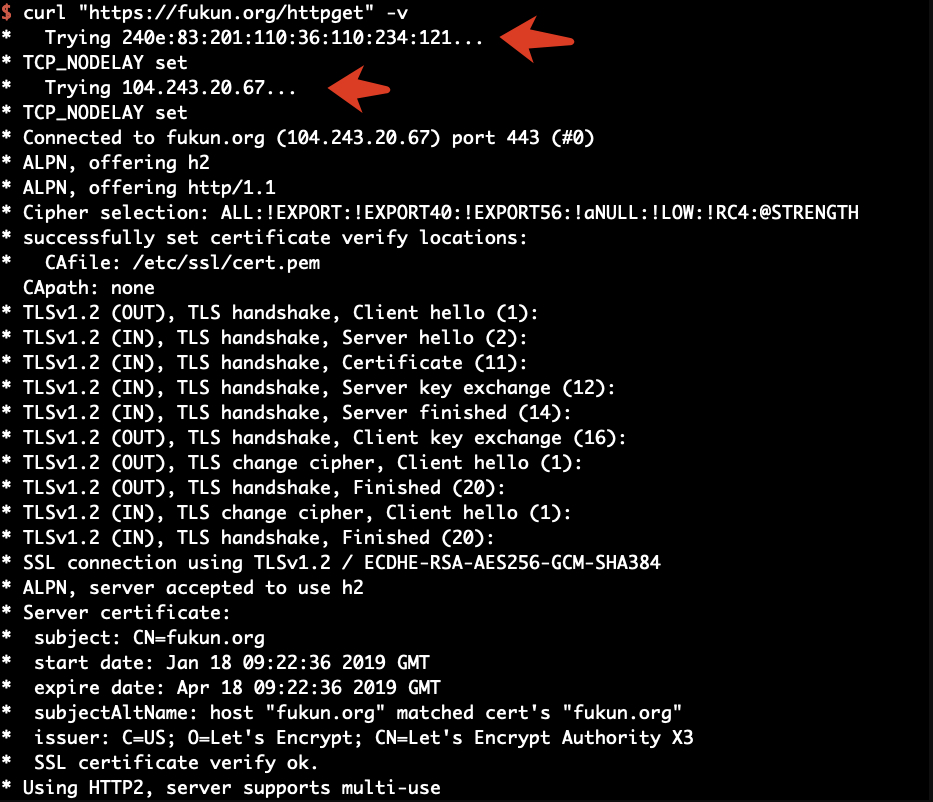 $ curl "https://fukun.org/httpget" -v
*   Trying 240e:83:201:110:36:110:234:121...
* TCP_NODELAY set
*   Trying 104.243.20.67...
* TCP_NODELAY set
* Connected to fukun.org (104.243.20.67) port 443 (#0)
* ALPN, offering h2
* ALPN, offering http/1.1
* Cipher selection: ALL:!EXPORT:!EXPORT40:!EXPORT56:!aNULL:!LOW:!RC4:@STRENGTH
* successfully set certificate verify locations:
*   CAfile: /etc/ssl/cert.pem
  CApath: none
* TLSv1.2 (OUT), TLS handshake, Client hello (1):
* TLSv1.2 (IN), TLS handshake, Server hello (2):
* TLSv1.2 (IN), TLS handshake, Certificate (11):
* TLSv1.2 (IN), TLS handshake, Server key exchange (12):
* TLSv1.2 (IN), TLS handshake, Server finished (14):
* TLSv1.2 (OUT), TLS handshake, Client key exchange (16):
* TLSv1.2 (OUT), TLS change cipher, Client hello (1):
* TLSv1.2 (OUT), TLS handshake, Finished (20):
* TLSv1.2 (IN), TLS change cipher, Client hello (1):
* TLSv1.2 (IN), TLS handshake, Finished (20):
* SSL connection using TLSv1.2 / ECDHE-RSA-AES256-GCM-SHA384
* ALPN, server accepted to use h2
* Server certificate:
*  subject: CN=fukun.org
*  start date: Jan 18 09:22:36 2019 GMT
*  expire date: Apr 18 09:22:36 2019 GMT
*  subjectAltName: host "fukun.org" matched cert's "fukun.org"
*  issuer: C=US; O=Let's Encrypt; CN=Let's Encrypt Authority X3
*  SSL certificate verify ok.
* Using HTTP2, server supports multi-use